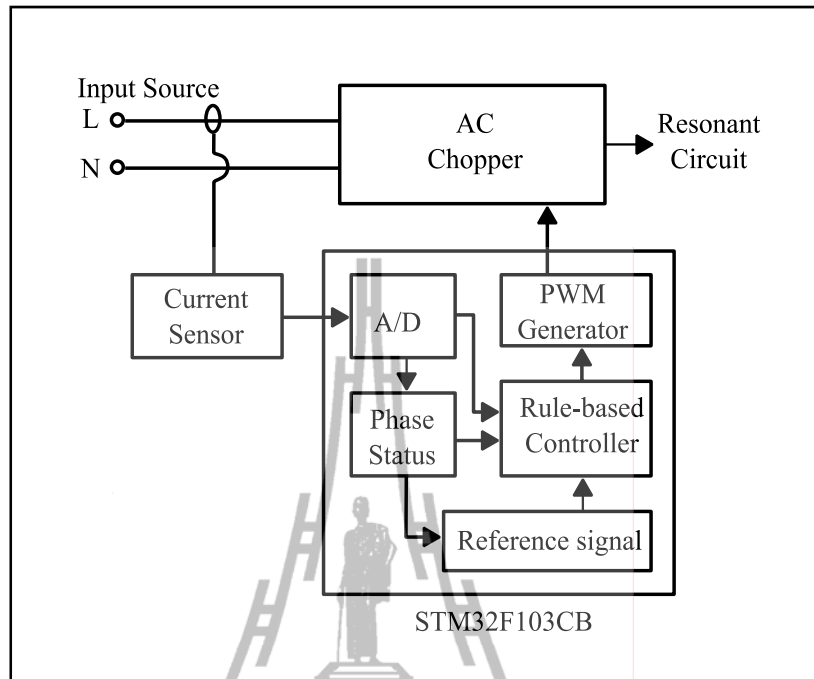 Input Source
L
N
AC
Chopper
Resonant
Circuit
Current
Sensor
A/D
PWM
Generator
Phase
Status
Rule-based
Controller
Reference signal
STM32F103CB